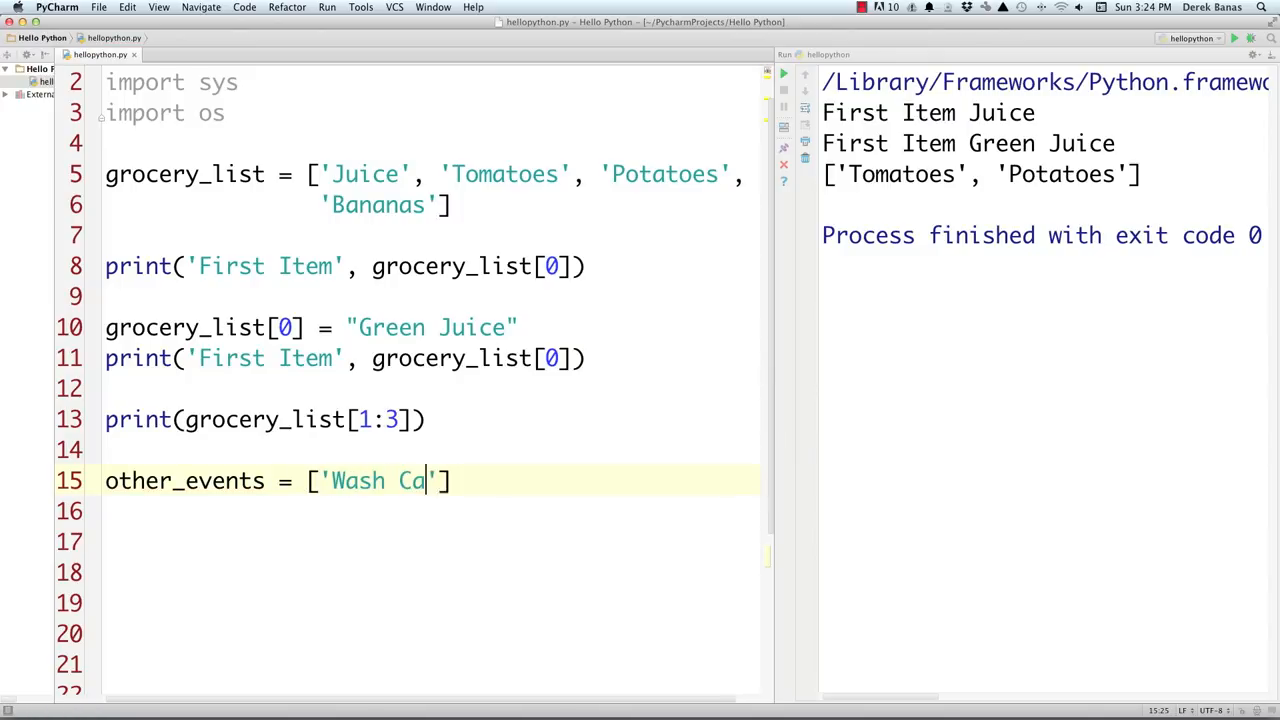 PyCharm File Edit View Navigate Code Refactor Run Tools VCS Window Help 10 Sun 3:24 PM Derek Banas
hellopython.py - Hello Python - [~/PycharmProjects/Hello Python]
Hello Python hellopython.py hellopython
hellopython.py Run hellopython
Hello P
hell
Externa
2 import sys
3 import os
4
5 grocery_list = ['Juice', 'Tomatoes', 'Potatoes',
6 'Bananas']
7
8 print('First Item', grocery_list[0])
9
10 grocery_list[0] = "Green Juice"
11 print('First Item', grocery_list[0])
12
13 print(grocery_list[1:3])
14
15 other_events = ['Wash Ca']
16
17
18
19
20
21
22
/Library/Frameworks/Python.framewo
First Item Juice
First Item Green Juice
['Tomatoes', 'Potatoes']
Process finished with exit code 0
15:25 LF UTF-8